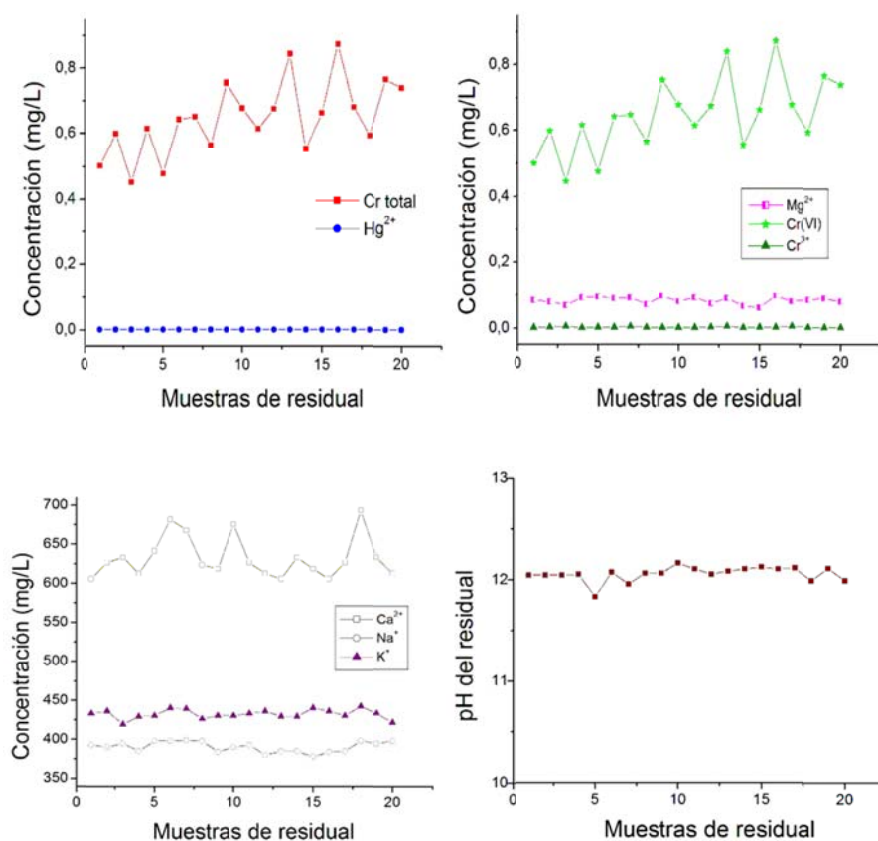 Concentración (mg/L)
0,8
0,6
0,4
0,2
0,0
Cr total
Hg²⁺
0 5 10 15 20
Muestras de residual
Concentración (mg/L)
0,8
0,6
0,4
0,2
0,0
Mg²⁺
Cr(VI)
Cr³⁺
0 5 10 15 20
Muestras de residual
Concentración (mg/L)
700
650
600
550
500
450
400
350
Ca²⁺
Na⁺
K⁺
0 5 10 15 20
Muestras de residual
pH del residual
13
12
11
10
0 5 10 15 20
Muestras de residual